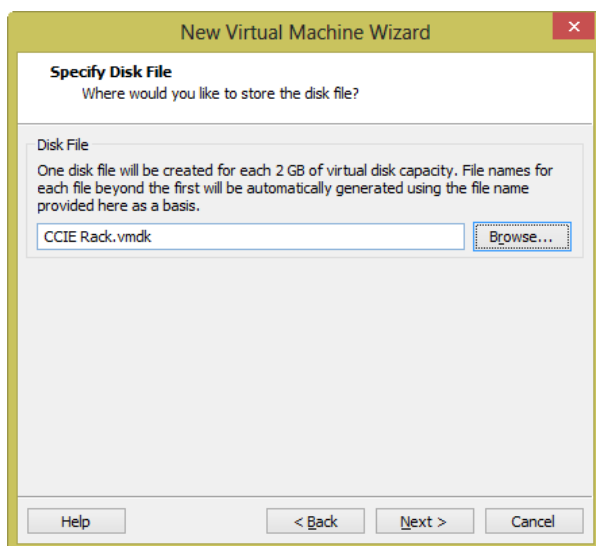 New Virtual Machine Wizard
Specify Disk File
Where would you like to store the disk file?
Disk File
One disk file will be created for each 2 GB of virtual disk capacity. File names for
each file beyond the first will be automatically generated using the file name
provided here as a basis.
CCIE Rack.vmdk Browse...
Help < Back Next > Cancel